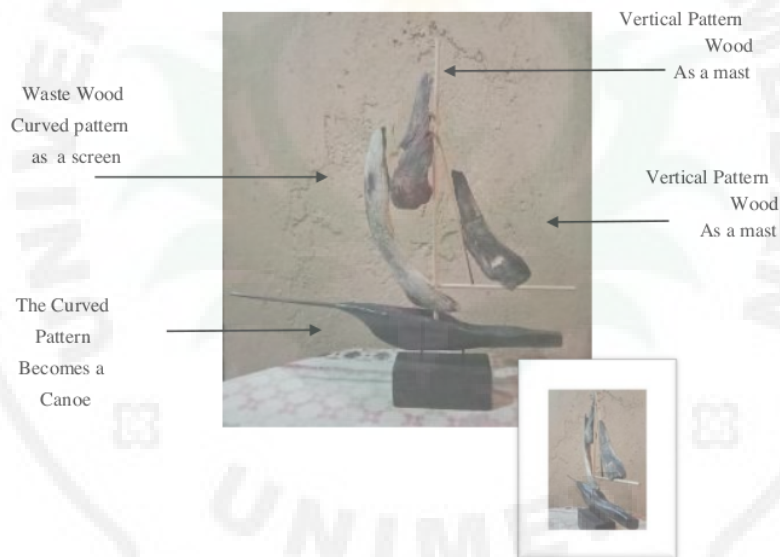 Vertical Pattern
Wood
As a mast
Waste Wood
Curved pattern
as a screen
Vertical Pattern
Wood
As a mast
The Curved
Pattern
Becomes a
Canoe
UNIMED